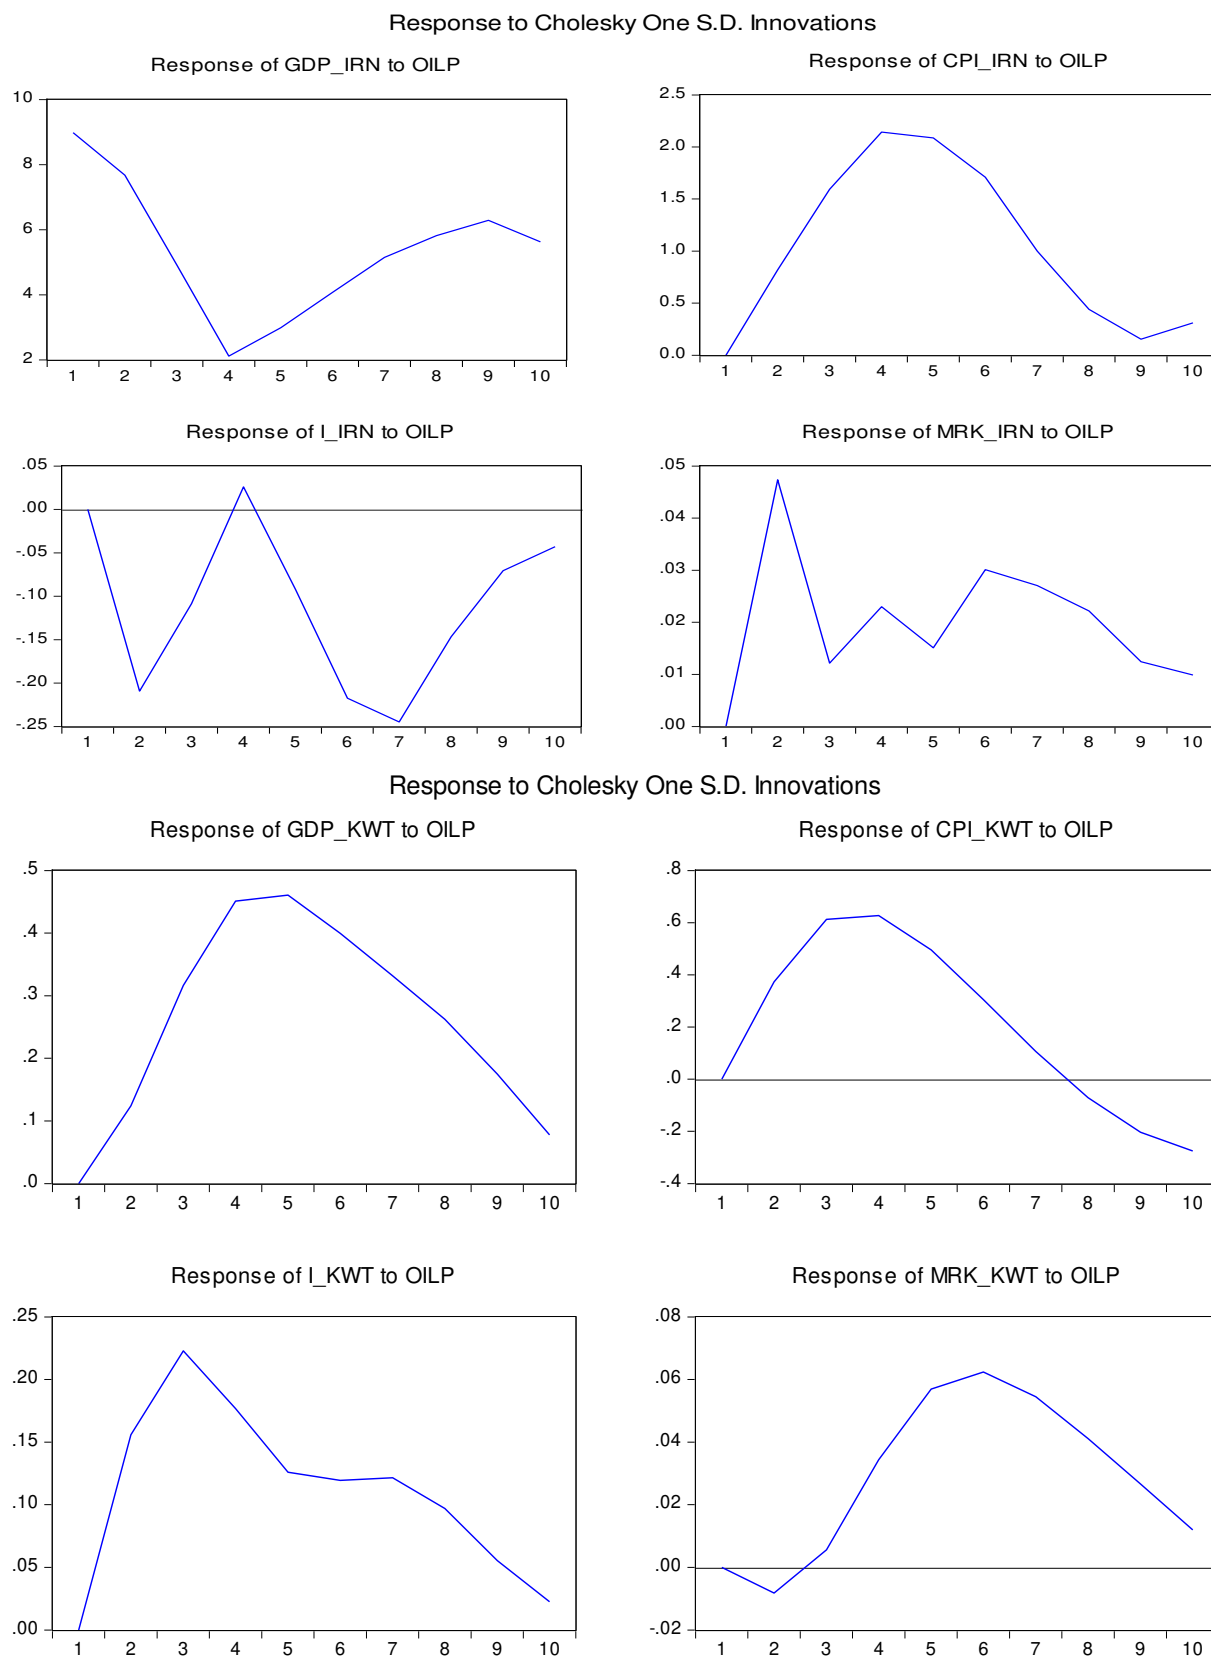 Response to Cholesky One S.D. Innovations
Response of GDP_IRN to OILP
10
8
6
4
2
1 2 3 4 5 6 7 8 9 10
Response of CPI_IRN to OILP
2.5
2.0
1.5
1.0
0.5
0.0
1 2 3 4 5 6 7 8 9 10
Response of I_IRN to OILP
.05
.00
-.05
-.10
-.15
-.20
-.25
1 2 3 4 5 6 7 8 9 10
Response of MRK_IRN to OILP
.05
.04
.03
.02
.01
.00
1 2 3 4 5 6 7 8 9 10
Response to Cholesky One S.D. Innovations
Response of GDP_KWT to OILP
.5
.4
.3
.2
.1
.0
1 2 3 4 5 6 7 8 9 10
Response of CPI_KWT to OILP
.8
.6
.4
.2
.0
-.2
-.4
1 2 3 4 5 6 7 8 9 10
Response of I_KWT to OILP
.25
.20
.15
.10
.05
.00
1 2 3 4 5 6 7 8 9 10
Response of MRK_KWT to OILP
.08
.06
.04
.02
.00
-.02
1 2 3 4 5 6 7 8 9 10